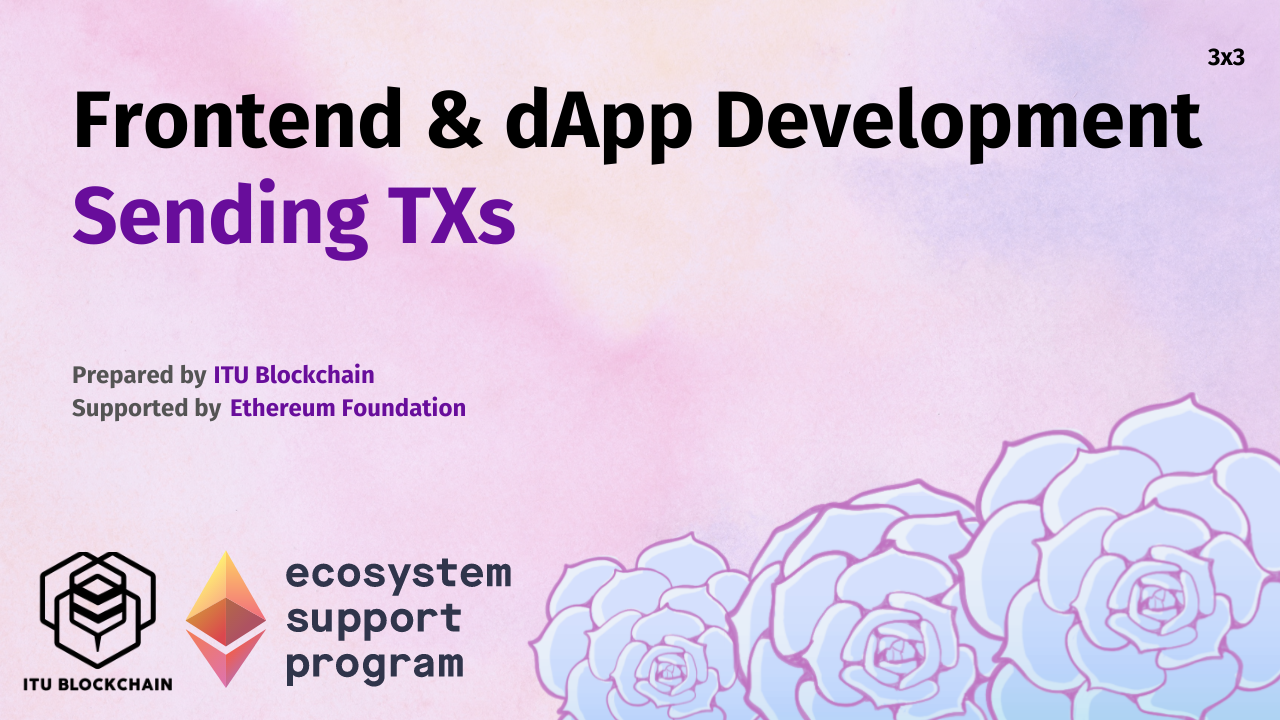 3x3
Frontend & dApp Development
Sending TXs
Prepared by ITU Blockchain
Supported by Ethereum Foundation
ecosystem
support
program
ITU BLOCKCHAIN